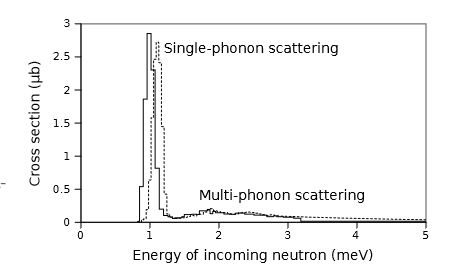 3
2.5
2
1.5
1
0.5
0
Cross section (μb)
Single-phonon scattering
Multi-phonon scattering
0 1 2 3 4 5
Energy of incoming neutron (meV)